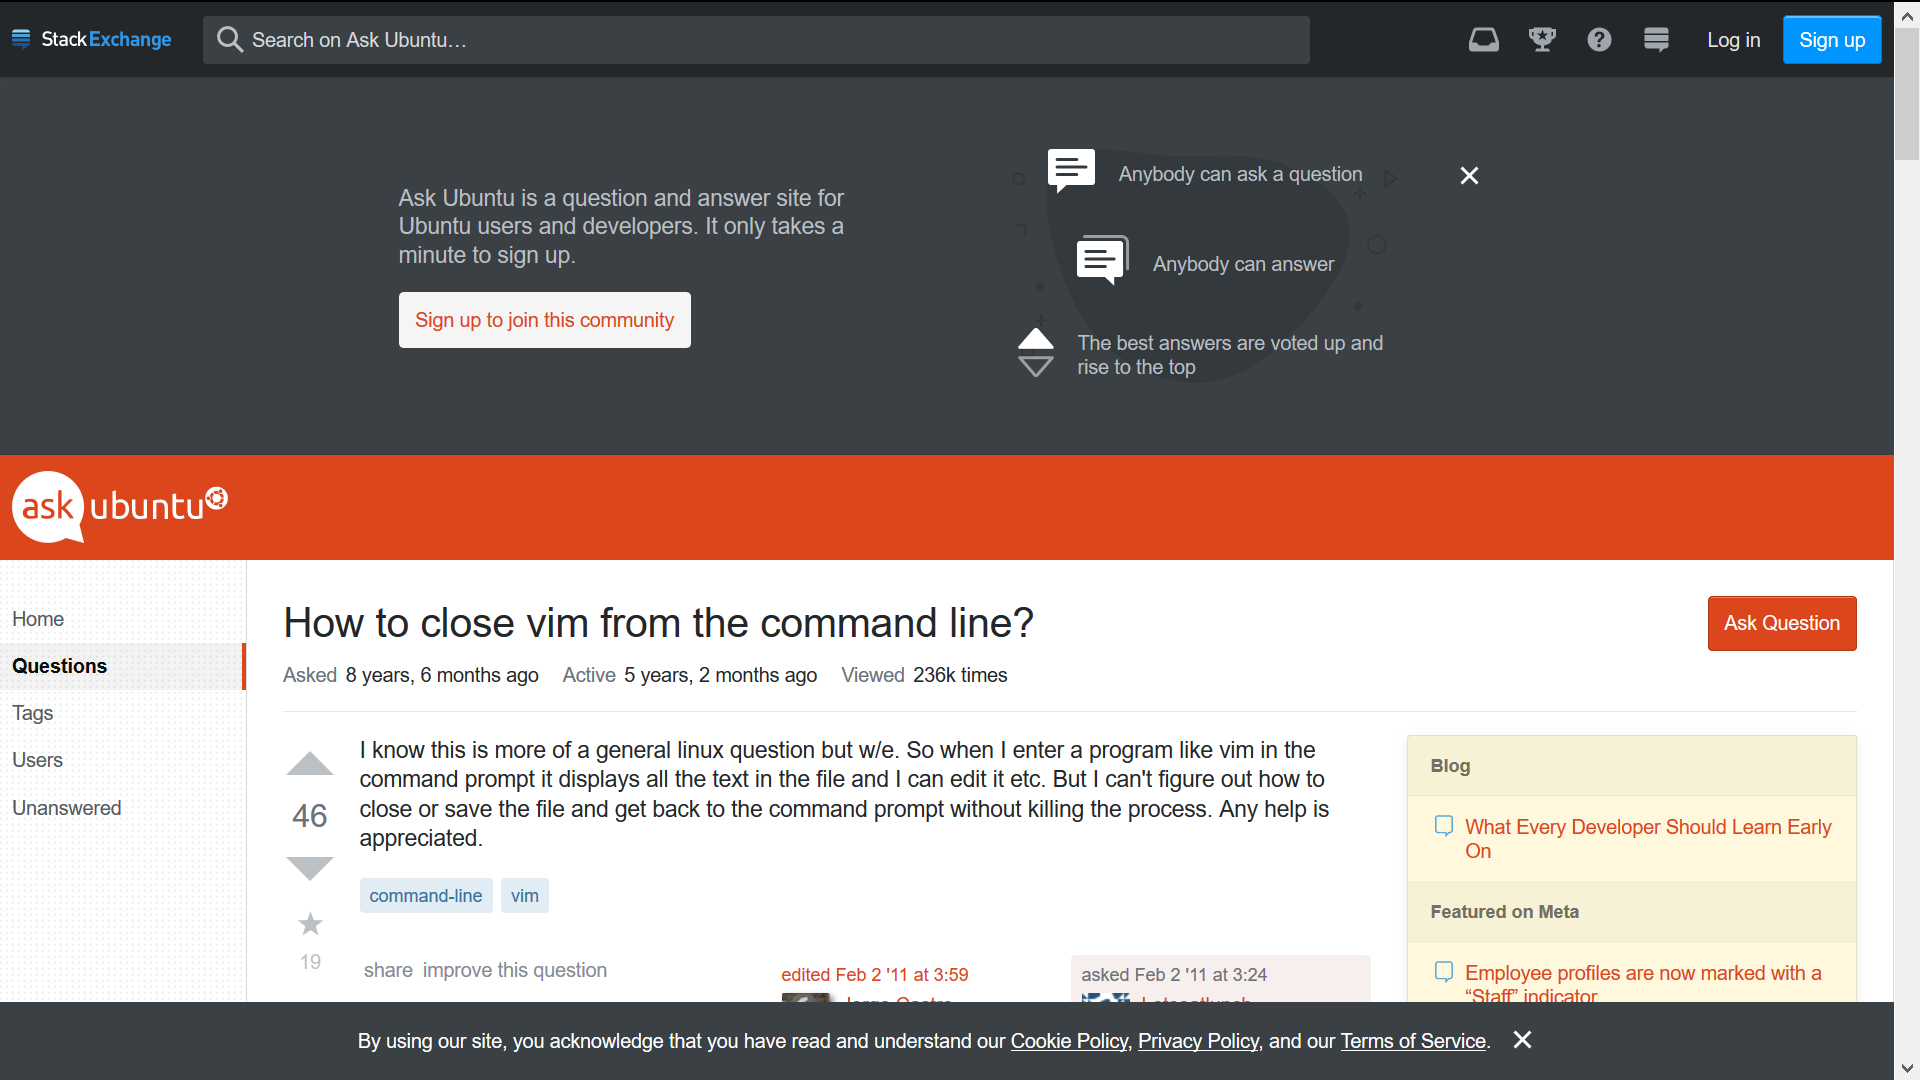 StackExchange
Search on Ask Ubuntu…
Log in
Sign up
Ask Ubuntu is a question and answer site for
Ubuntu users and developers. It only takes a
minute to sign up.
Sign up to join this community
Anybody can ask a question
Anybody can answer
The best answers are voted up and
rise to the top
ask ubuntu
Home
Questions
Tags
Users
Unanswered
How to close vim from the command line?
Ask Question
Asked 8 years, 6 months ago Active 5 years, 2 months ago Viewed 236k times
46
19
I know this is more of a general linux question but w/e. So when I enter a program like vim in the
command prompt it displays all the text in the file and I can edit it etc. But I can't figure out how to
close or save the file and get back to the command prompt without killing the process. Any help is
appreciated.
command-line vim
share improve this question
edited Feb 2 '11 at 3:59
asked Feb 2 '11 at 3:24
Blog
What Every Developer Should Learn Early
On
Featured on Meta
Employee profiles are now marked with a
“Staff” indicator
By using our site, you acknowledge that you have read and understand our Cookie Policy, Privacy Policy, and our Terms of Service.